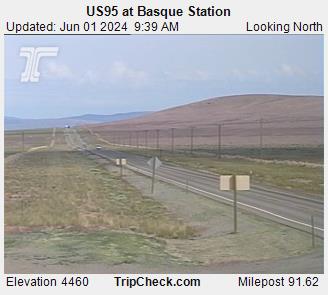 US95 at Basque Station
Updated: Jun 01 2024 9:39 AM Looking North
Elevation 4460 TripCheck.com Milepost 91.62